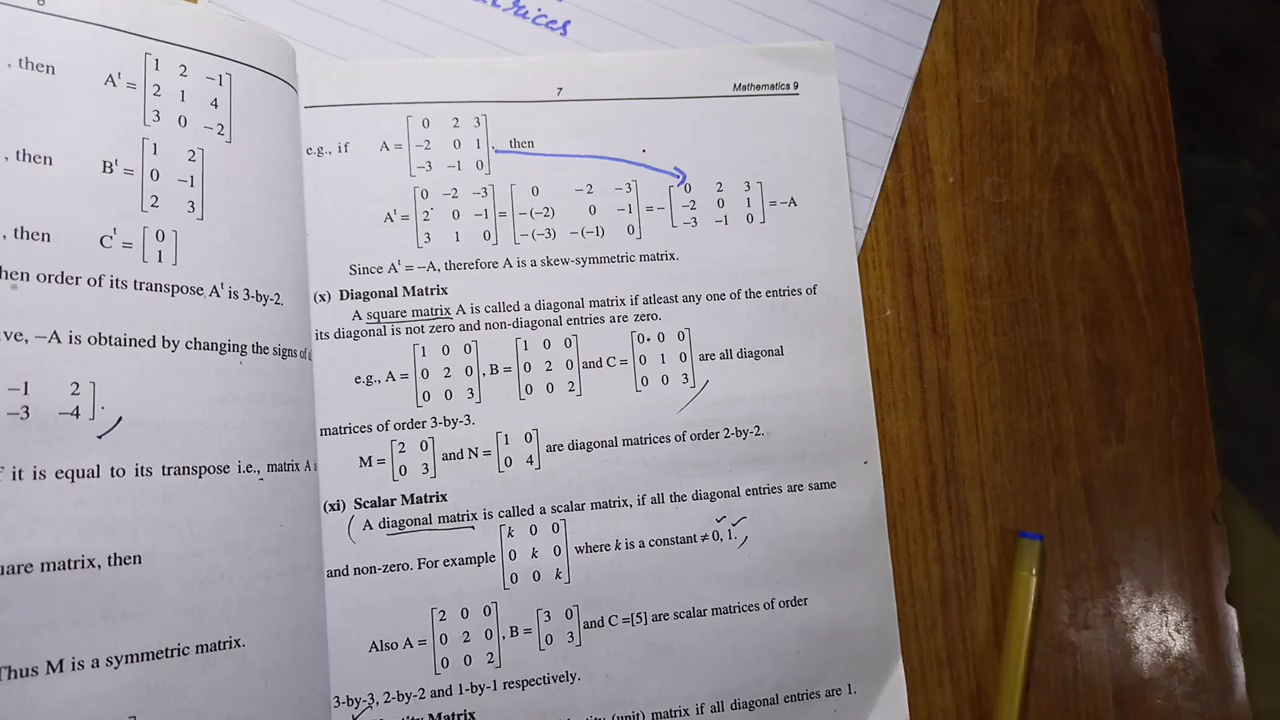 trices
, then
A^t = [1 2 -1
2 1 4
3 0 -2]
, then
B^t = [1 2
0 -1
2 3]
, then
C^t = [0
1]
hen order of its transpose A^t is 3-by-2.
ve, –A is obtained by changing the signs of
–1 2
–3 –4].
it is equal to its transpose i.e., matrix A
are matrix, then
Thus M is a symmetric matrix.
7 Mathematics 9
e.g., if A = [0 2 3
-2 0 1
-3 -1 0], then
A^t = [0 -2 -3
2 0 -1
3 1 0] = [0 -2 -3
-(-2) 0 -1
-(-3) -(-1) 0] = - [0 2 3
-2 0 1
-3 -1 0] = -A
Since A^t = –A, therefore A is a skew-symmetric matrix.
(x) Diagonal Matrix
A square matrix A is called a diagonal matrix if atleast any one of the entries of
its diagonal is not zero and non-diagonal entries are zero.
e.g., A = [1 0 0
0 2 0
0 0 3], B = [1 0 0
0 2 0
0 0 2] and C = [0 0 0
0 1 0
0 0 3] are all diagonal
matrices of order 3-by-3.
M = [2 0
0 3] and N = [1 0
0 4] are diagonal matrices of order 2-by-2.
(xi) Scalar Matrix
A diagonal matrix is called a scalar matrix, if all the diagonal entries are same
and non-zero. For example [k 0 0
0 k 0
0 0 k] where k is a constant ≠ 0, 1.
Also A = [2 0 0
0 2 0
0 0 2], B = [3 0
0 3] and C =[5] are scalar matrices of order
3-by-3, 2-by-2 and 1-by-1 respectively.
Matrix
(unit) matrix if all diagonal entries are 1.